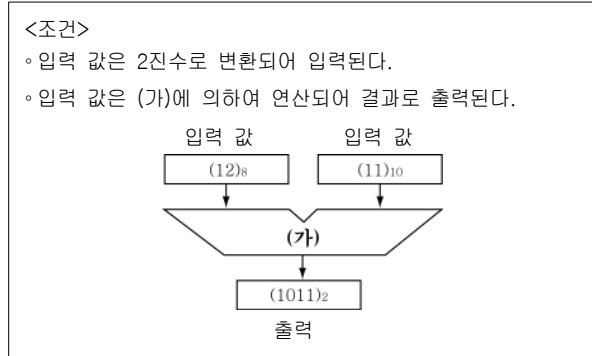 <조건>
◦입력 값은 2진수로 변환되어 입력된다.
◦입력 값은 (가)에 의하여 연산되어 결과로 출력된다.
입력 값 입력 값
(12)₈ (11)₁₀
(가)
(1011)₂
출력